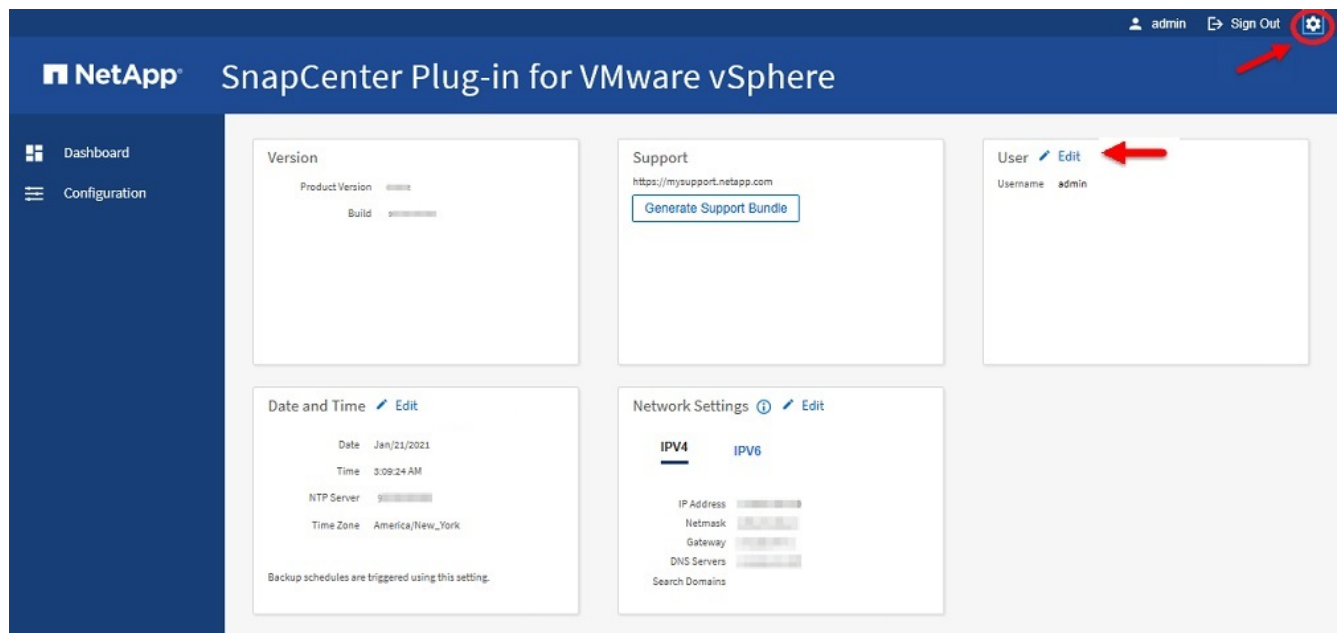 admin Sign Out
NetApp SnapCenter Plug-in for VMware vSphere
Dashboard
Configuration
Version
Product Version
Build
Support
https://mysupport.netapp.com
Generate Support Bundle
User Edit
Username admin
Date and Time Edit
Date Jan/21/2021
Time 5:09:24 AM
NTP Server
Time Zone America/New_York
Backup schedules are triggered using this setting.
Network Settings Edit
IPV4 IPV6
IP Address
Netmask
Gateway
DNS Servers
Search Domains